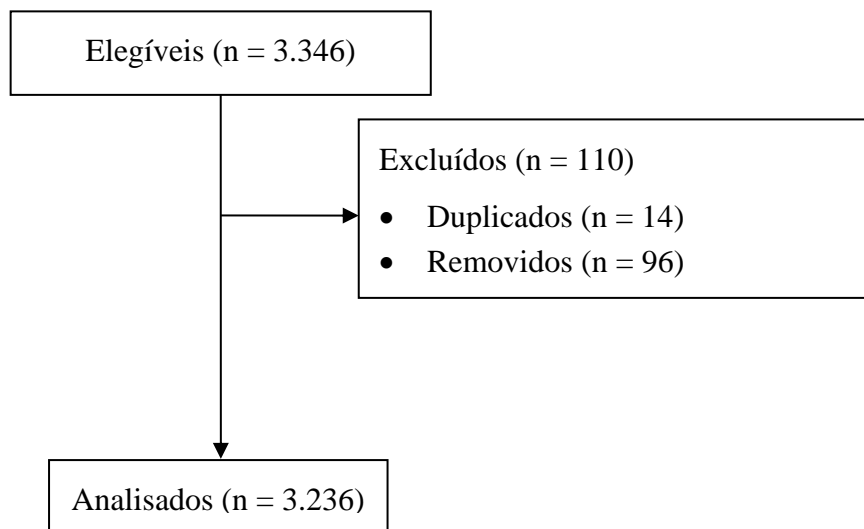 Elegíveis (n = 3.346)
Excluídos (n = 110)
• Duplicados (n = 14)
• Removidos (n = 96)
Analisados (n = 3.236)